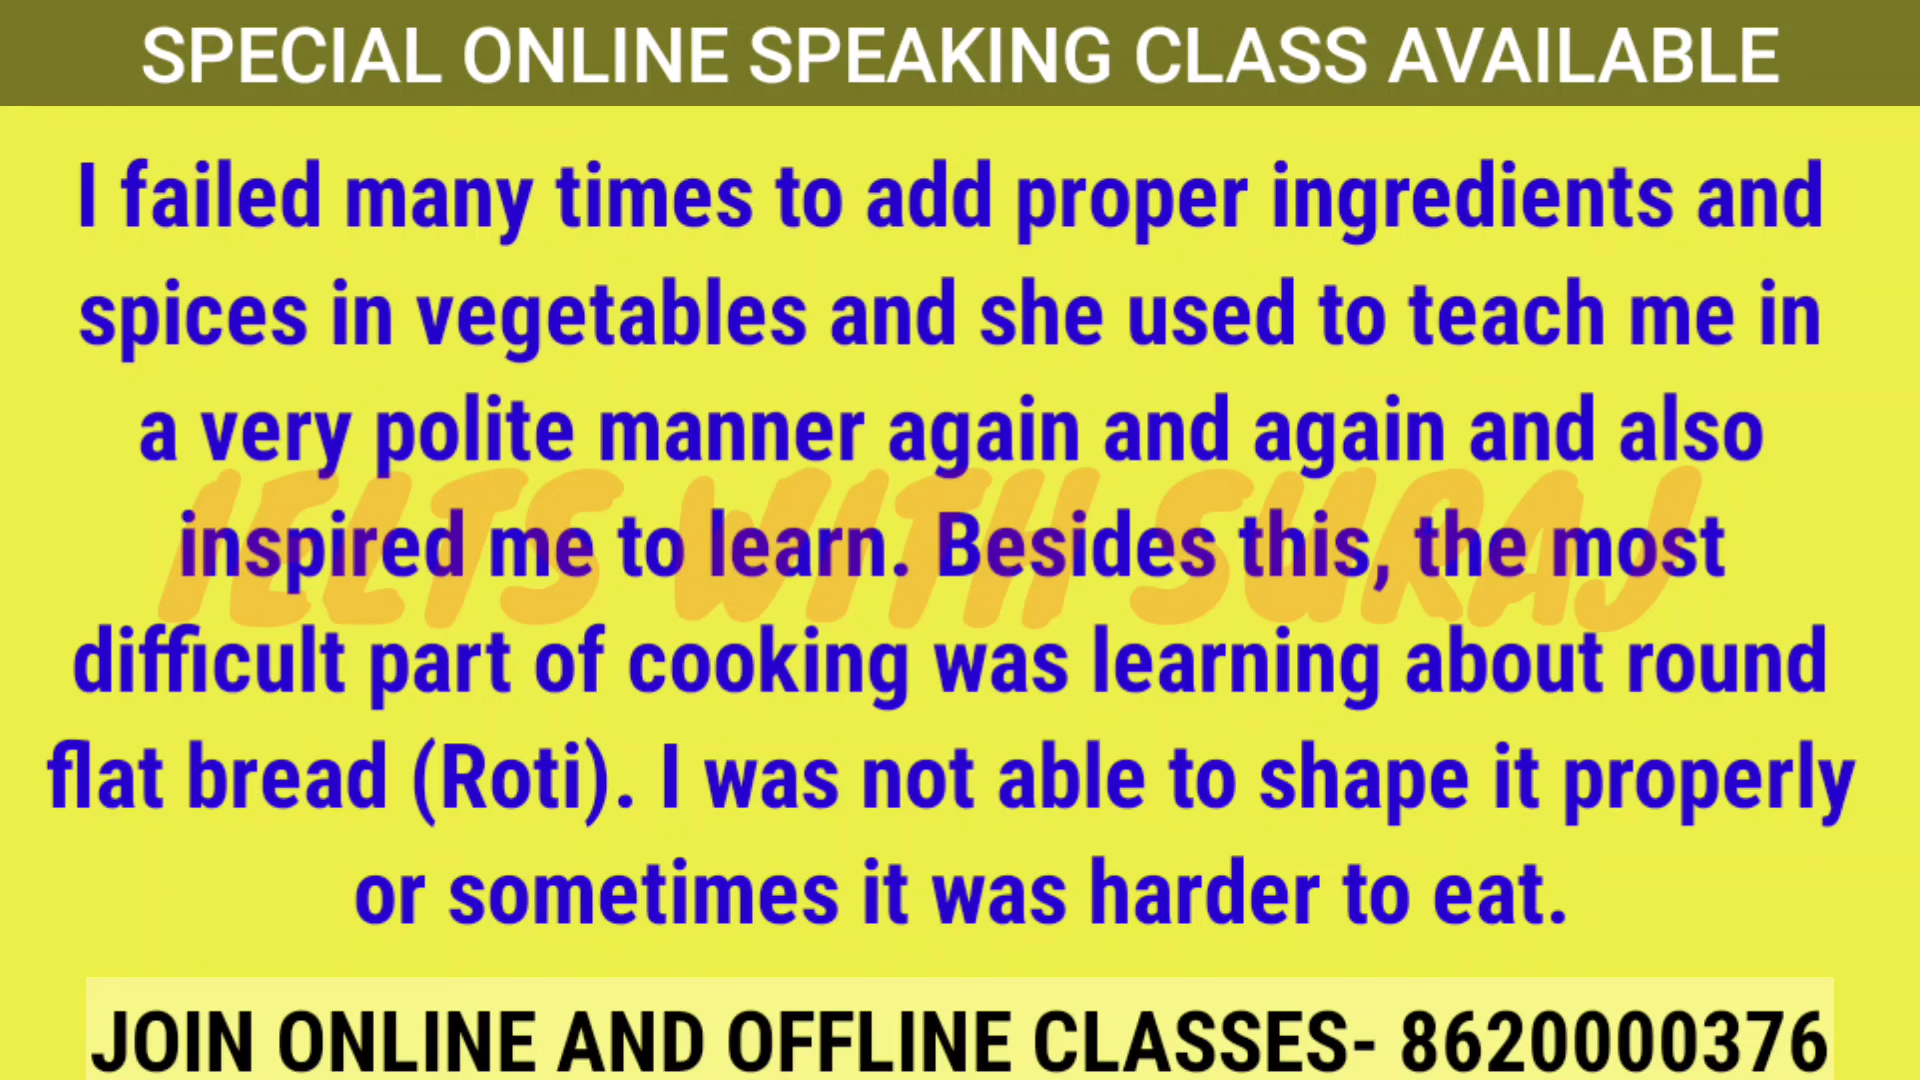 SPECIAL ONLINE SPEAKING CLASS AVAILABLE
I failed many times to add proper ingredients and
spices in vegetables and she used to teach me in
a very polite manner again and again and also
IELTS WITH SURAJ
inspired me to learn. Besides this, the most
difficult part of cooking was learning about round
flat bread (Roti). I was not able to shape it properly
or sometimes it was harder to eat.
JOIN ONLINE AND OFFLINE CLASSES- 8620000376